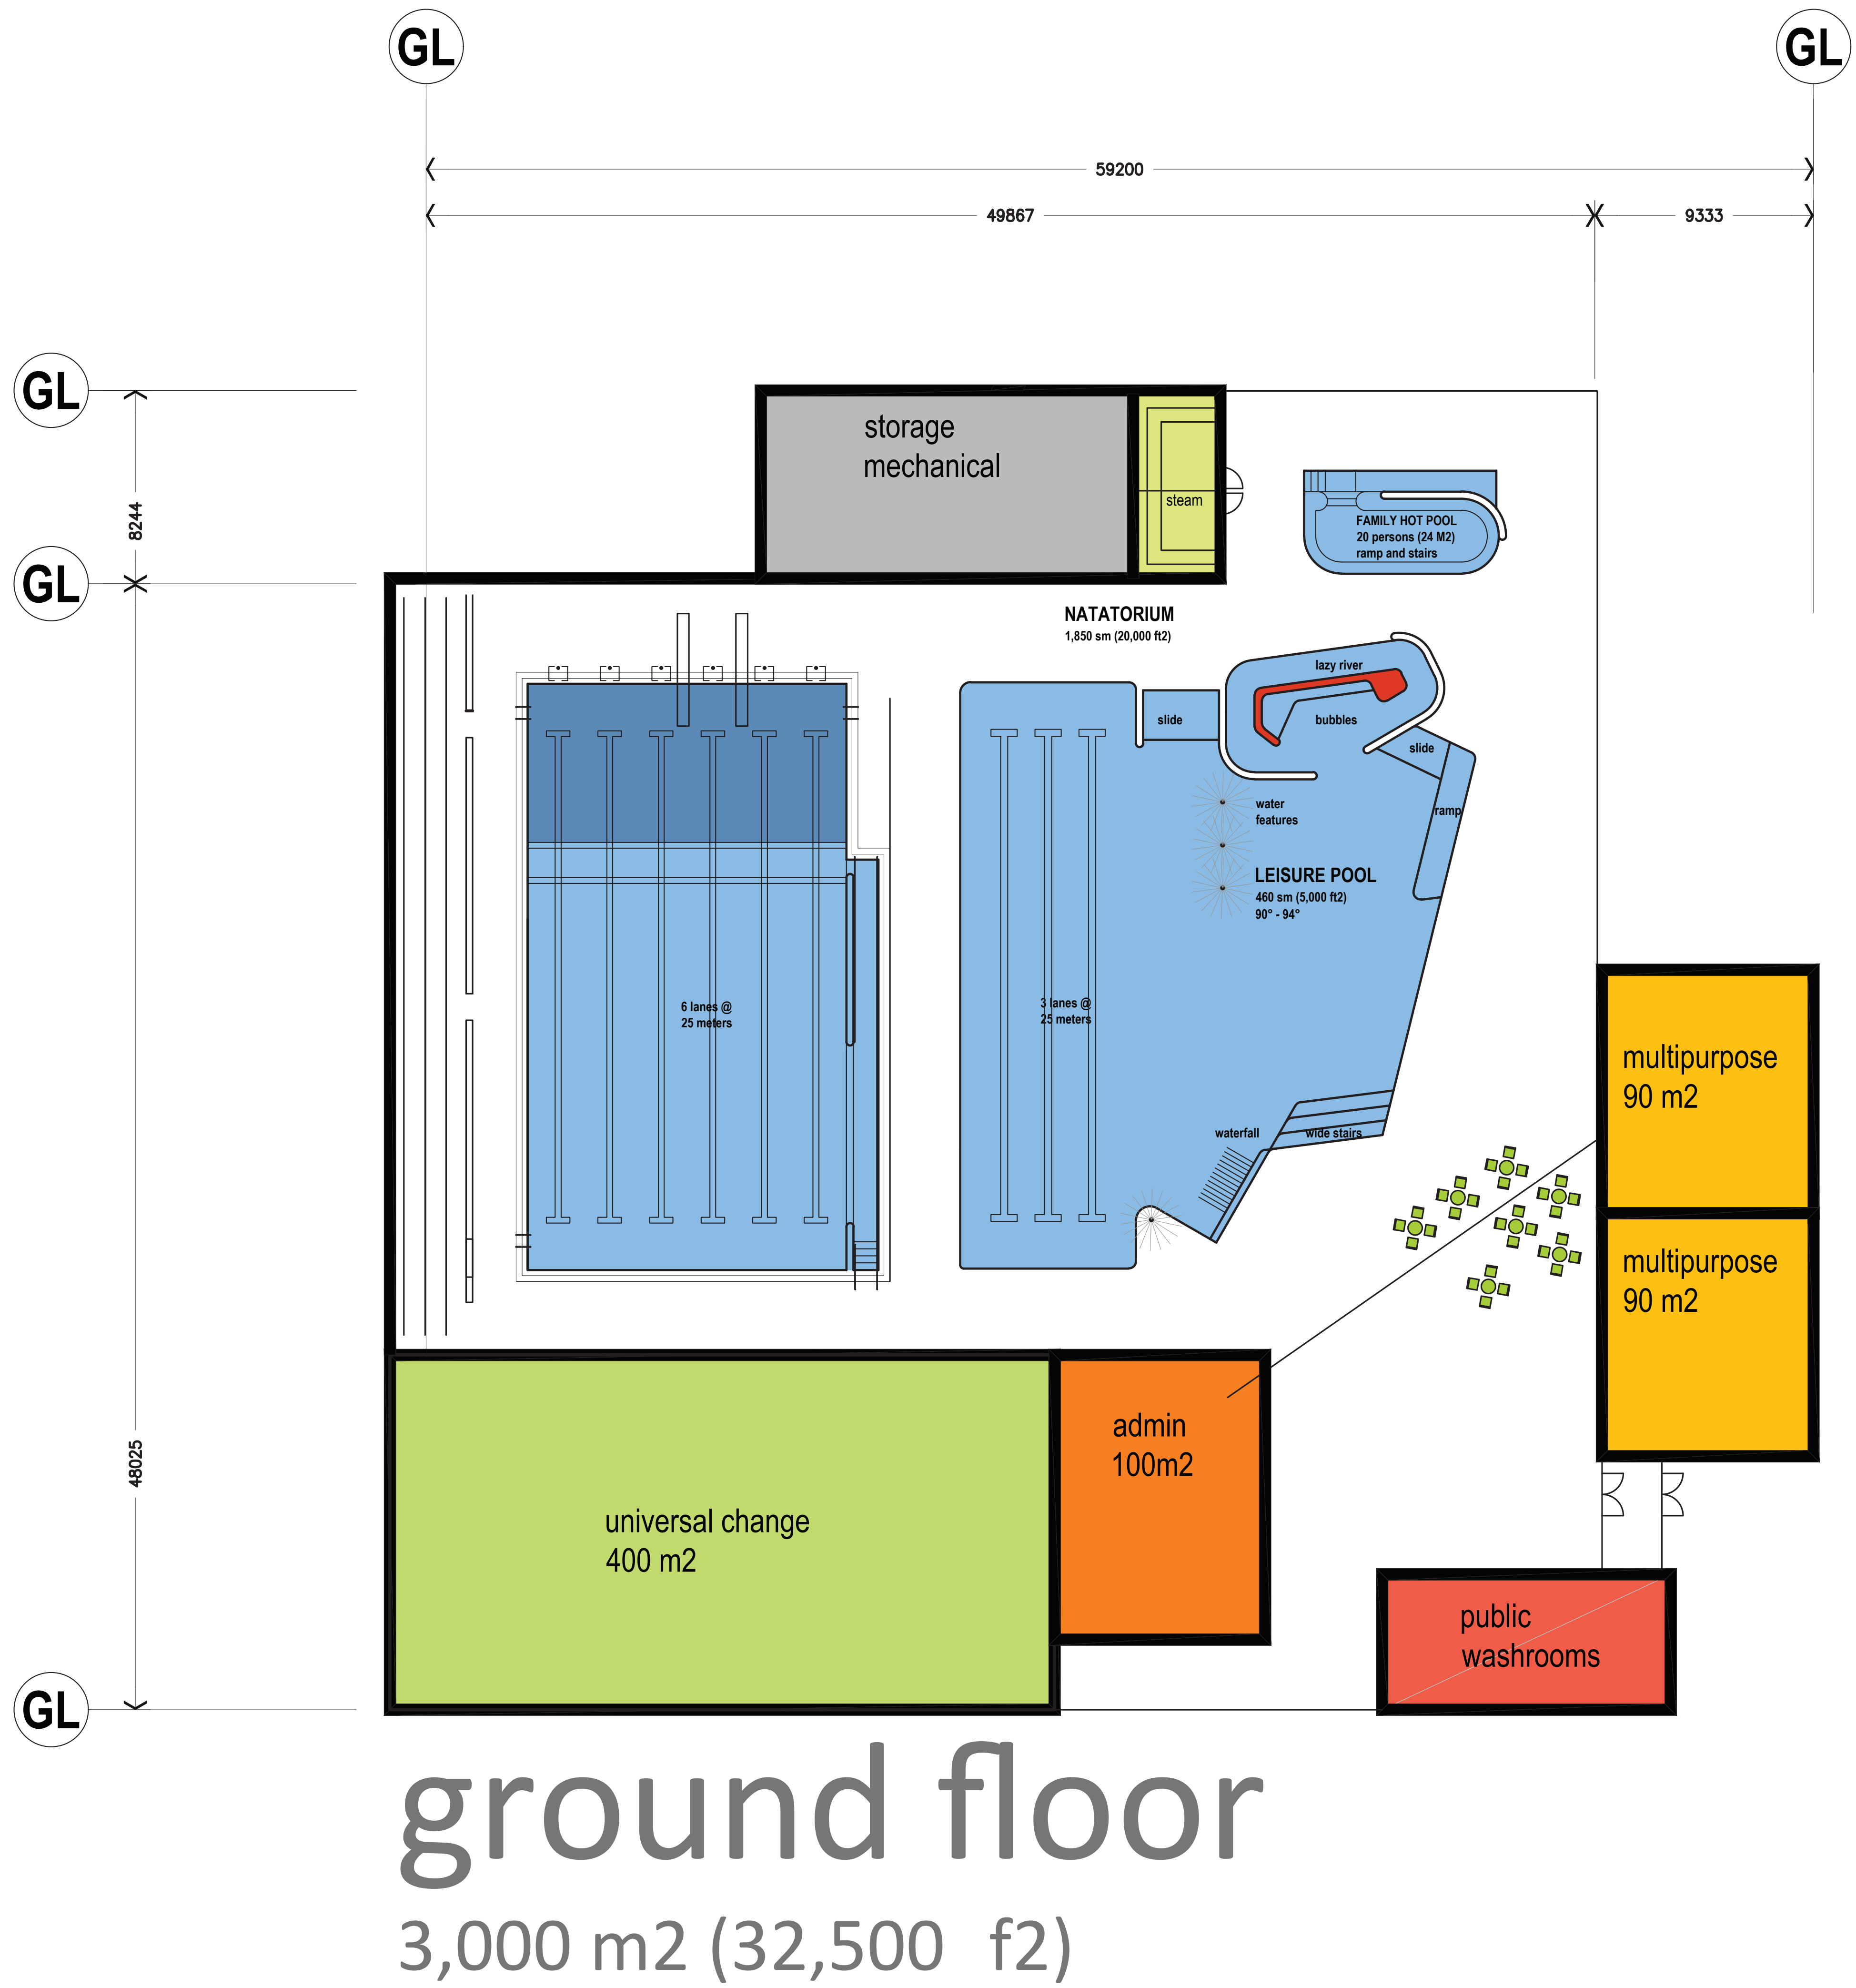 GL
GL
59200
49867
9333
GL
8244
GL
48025
GL
storage
mechanical
steam
FAMILY HOT POOL
20 persons (24 M2)
ramp and stairs
NATATORIUM
1,850 sm (20,000 ft2)
lazy river
slide
bubbles
slide
water
features
ramp
LEISURE POOL
460 sm (5,000 ft2)
90° - 94°
6 lanes @
25 meters
3 lanes @
25 meters
waterfall
wide stairs
multipurpose
90 m2
multipurpose
90 m2
admin
100m2
universal change
400 m2
public
washrooms
ground floor
3,000 m2 (32,500 f2)